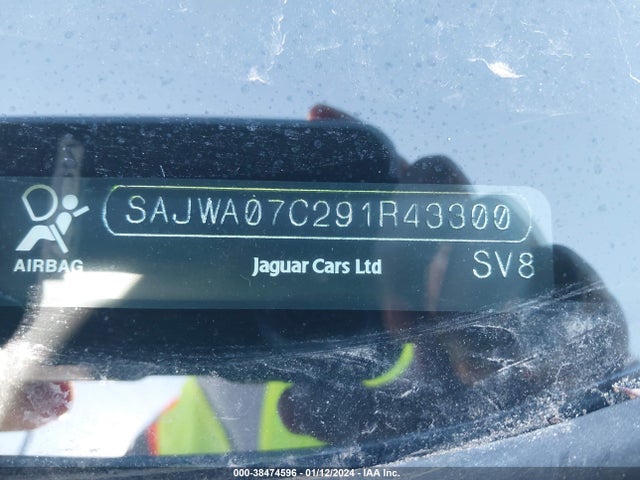 SAJWA07C291R43300
AIRBAG
Jaguar Cars Ltd
SV8
000-38474596 - 01/12/2024 - IAA Inc.